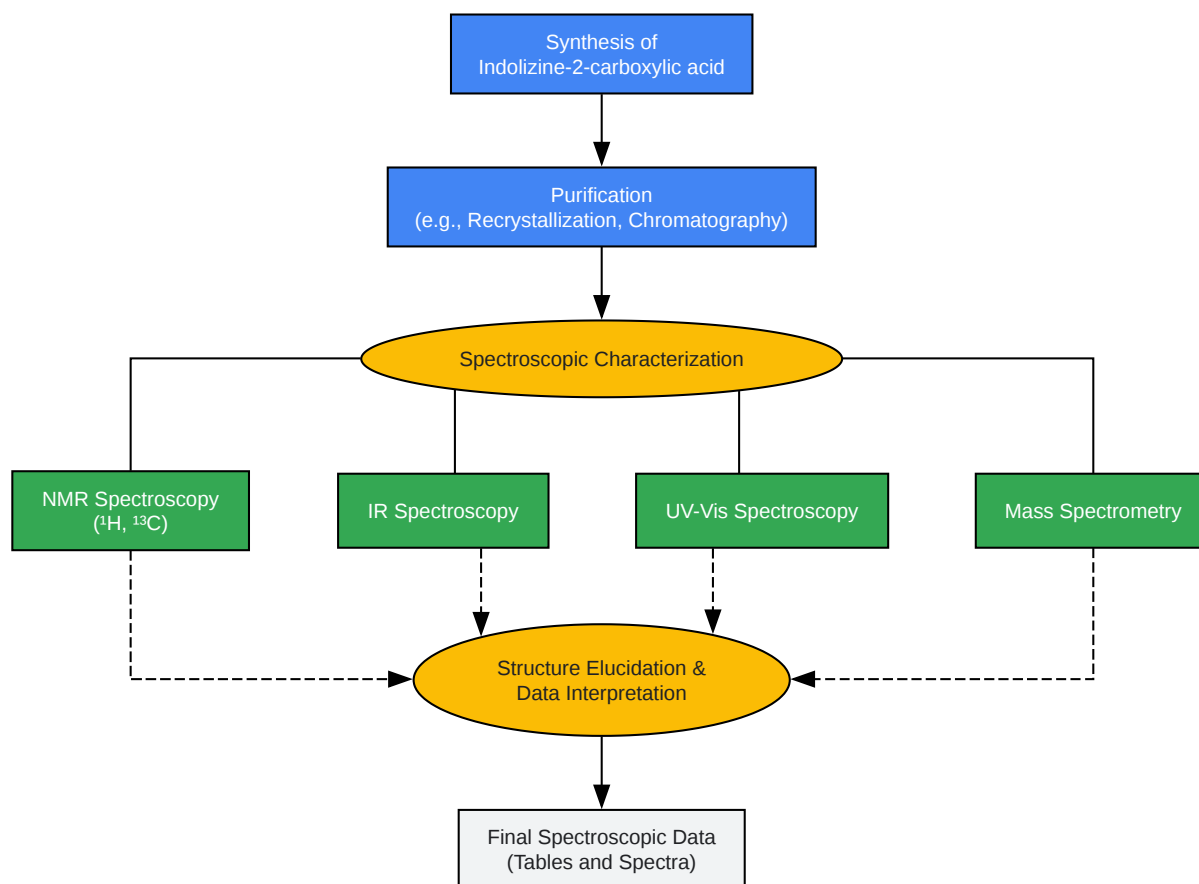 Synthesis of
Indolizine-2-carboxylic acid
Purification
(e.g., Recrystallization, Chromatography)
Spectroscopic Characterization
NMR Spectroscopy
(¹H, ¹³C)
IR Spectroscopy
UV-Vis Spectroscopy
Mass Spectrometry
Structure Elucidation &
Data Interpretation
Final Spectroscopic Data
(Tables and Spectra)